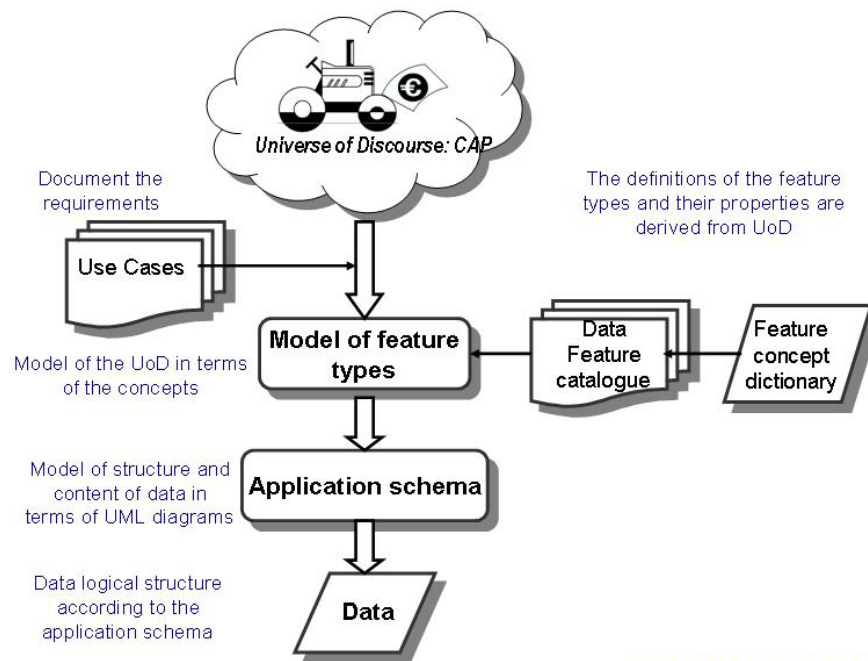 €
Universe of Discourse: CAP
Document the
requirements
The definitions of the feature
types and their properties are
derived from UoD
Use Cases
Model of feature
types
Data
Feature
catalogue
Feature
concept
dictionary
Model of the UoD in terms
of the concepts
Application schema
Model of structure and
content of data in
terms of UML diagrams
Data logical structure
according to the
application schema
Data